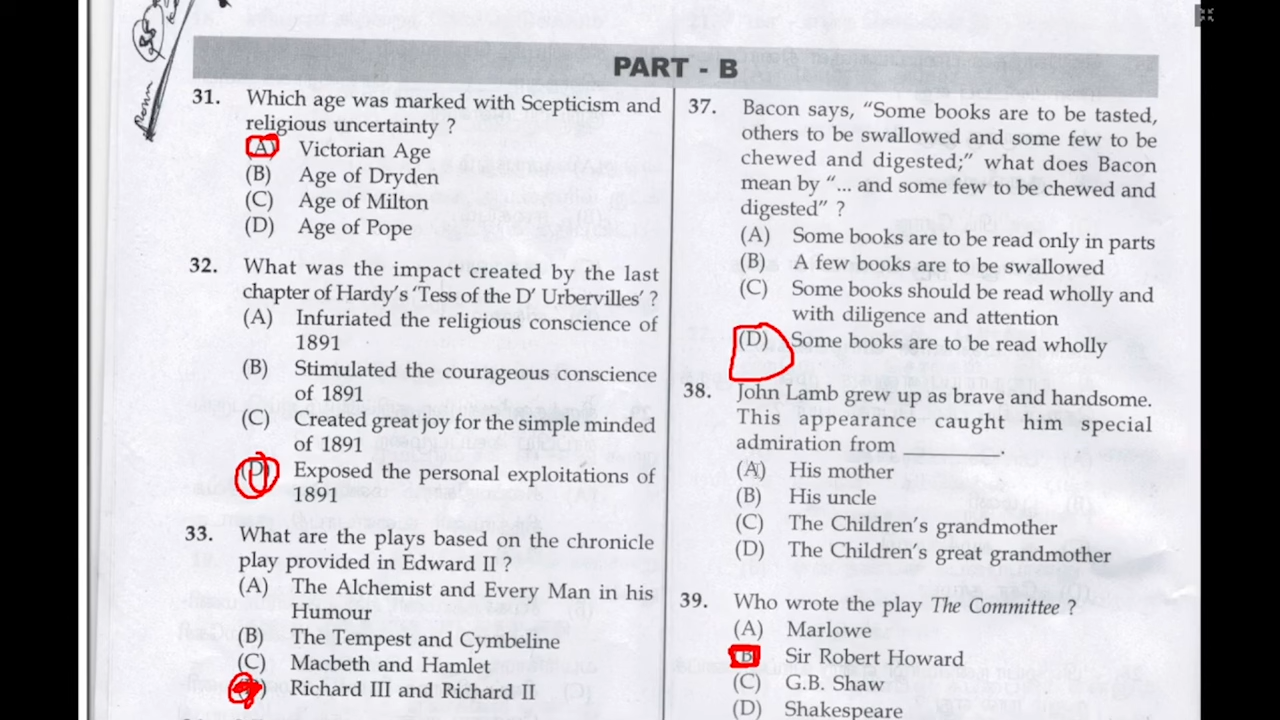 PART - B
31. Which age was marked with Scepticism and
religious uncertainty ?
(A) Victorian Age
(B) Age of Dryden
(C) Age of Milton
(D) Age of Pope
32. What was the impact created by the last
chapter of Hardy's 'Tess of the D' Urbervilles' ?
(A) Infuriated the religious conscience of
1891
(B) Stimulated the courageous conscience
of 1891
(C) Created great joy for the simple minded
of 1891
(D) Exposed the personal exploitations of
1891
33. What are the plays based on the chronicle
play provided in Edward II ?
(A) The Alchemist and Every Man in his
Humour
(B) The Tempest and Cymbeline
(C) Macbeth and Hamlet
Richard III and Richard II
37. Bacon says, "Some books are to be tasted,
others to be swallowed and some few to be
chewed and digested;" what does Bacon
mean by "... and some few to be chewed and
digested" ?
(A) Some books are to be read only in parts
(B) A few books are to be swallowed
(C) Some books should be read wholly and
with diligence and attention
(D) Some books are to be read wholly
38. John Lamb grew up as brave and handsome.
This appearance caught him special
admiration from ________.
(A) His mother
(B) His uncle
(C) The Children's grandmother
(D) The Children's great grandmother
39. Who wrote the play The Committee ?
(A) Marlowe
(B) Sir Robert Howard
(C) G.B. Shaw
(D) Shakespeare